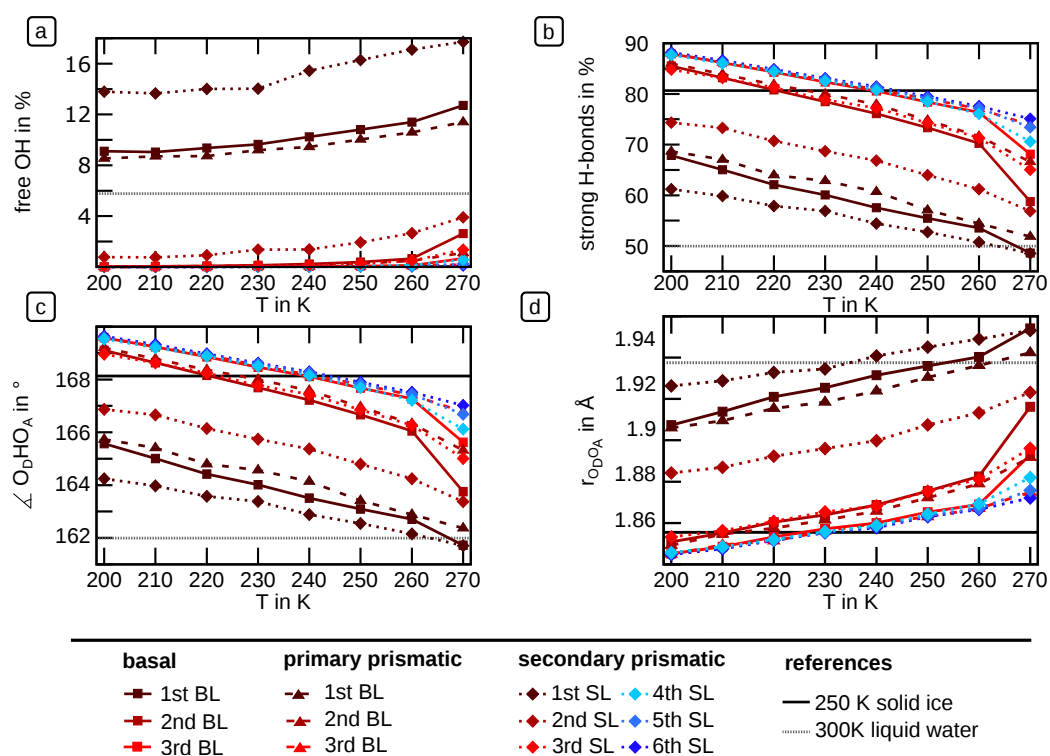 a
free OH in %
16
12
8
4
200 210 220 230 240 250 260 270
T in K
b
strong H-bonds in %
90
80
70
60
50
200 210 220 230 240 250 260 270
T in K
c
∡ O_DHO_A in °
168
166
164
162
200 210 220 230 240 250 260 270
T in K
d
r_{O_DO_A} in Å
1.94
1.92
1.9
1.88
1.86
200 210 220 230 240 250 260 270
T in K
basal
1st BL
2nd BL
3rd BL
primary prismatic
1st BL
2nd BL
3rd BL
secondary prismatic
1st SL 4th SL
2nd SL 5th SL
3rd SL 6th SL
references
250 K solid ice
300K liquid water